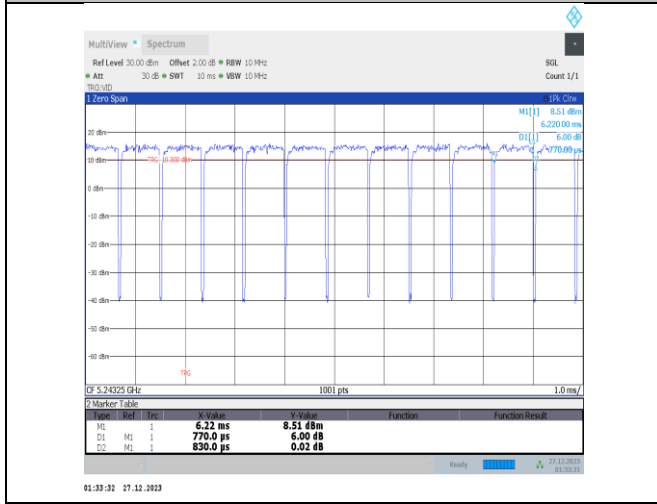 MultiView Spectrum
Ref Level 30.00 dBm Offset 2.00 dB RBW 10 MHz SGL
Att 30 dB SWT 10 ms VBW 10 MHz Count 1/1
TRG:VID
1 Zero Span 1Pk Clrw
M1[1] 8.51 dBm
6.220 00 ms
20 dBm D1[1] 6.00 dB
770.00 µs
10 dBm TRG 10.300 dBm
0 dBm
-10 dBm
-20 dBm
-30 dBm
-40 dBm
-50 dBm
-60 dBm
TRG
CF 5.24325 GHz 1001 pts 1.0 ms/
2 Marker Table
Type Ref Trc X-Value Y-Value Function Function Result
M1 1 6.22 ms 8.51 dBm
D1 M1 1 770.0 µs 6.00 dB
D2 M1 1 830.0 µs 0.02 dB
Ready 27.12.2023
01:33:31
01:33:32 27.12.2023